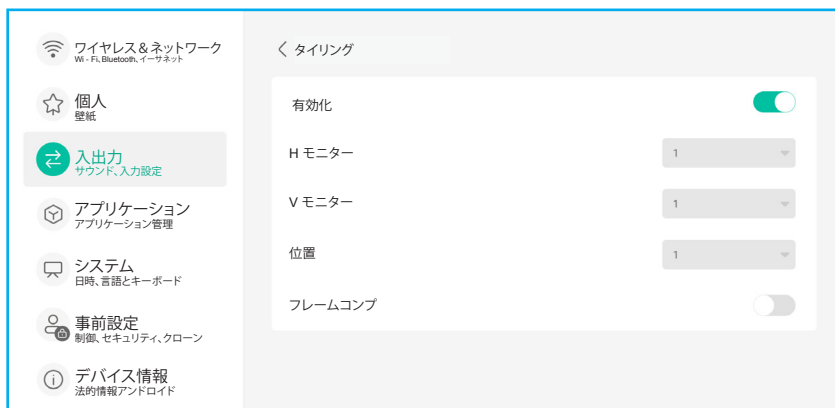 ワイヤレス＆ネットワーク
Wi - Fi、Bluetooth、イーサネット
個人
壁紙
入出力
サウンド、入力設定
アプリケーション
アプリケーション管理
システム
日時、言語とキーボード
事前設定
制御、セキュリティ、クローン
デバイス情報
法的情報アンドロイド
タイリング
有効化
H モニター
1
V モニター
1
位置
1
フレームコンプ